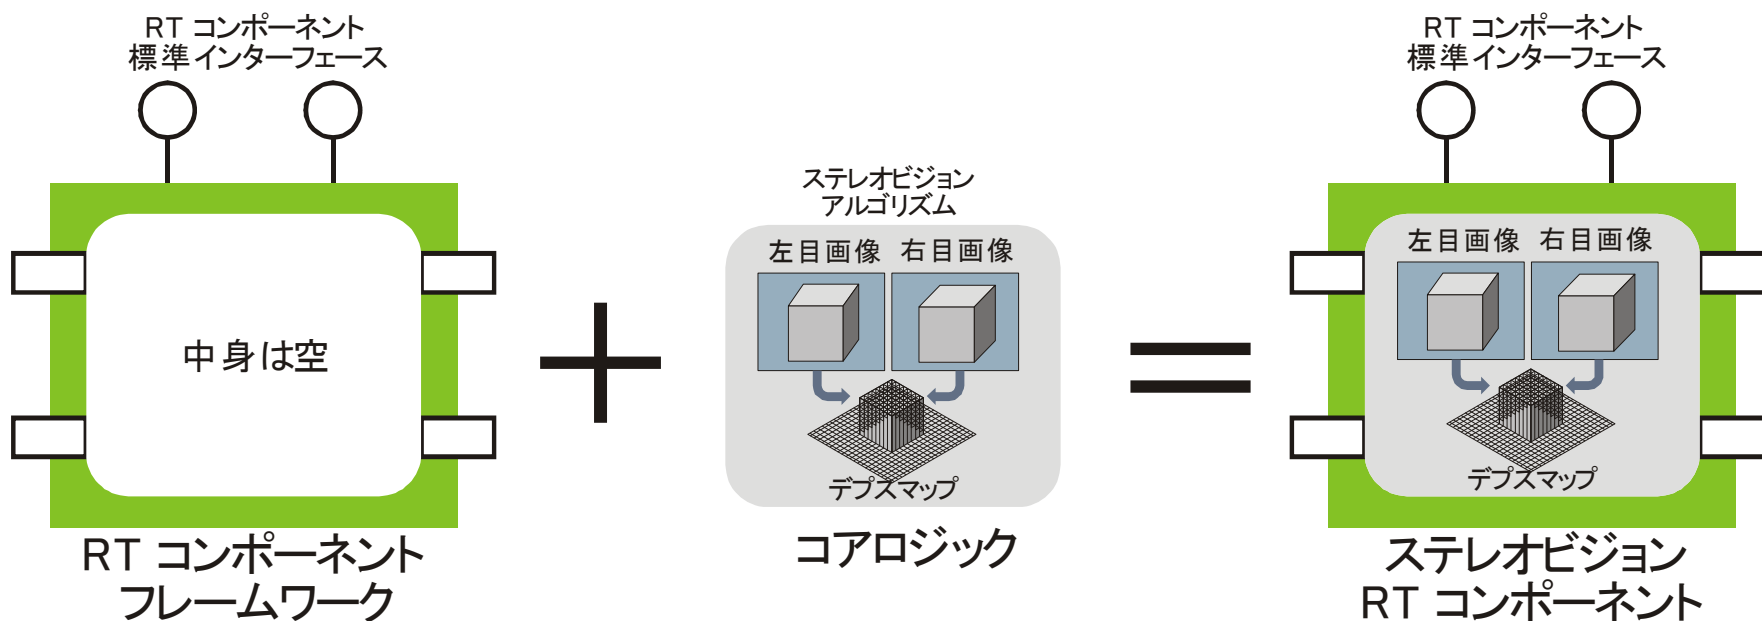 RT コンポーネント
標準インターフェース
中身は空
RT コンポーネント
フレームワーク
ステレオビジョン
アルゴリズム
左目画像 右目画像
デプスマップ
コアロジック
RT コンポーネント
標準インターフェース
左目画像 右目画像
デプスマップ
ステレオビジョン
RT コンポーネント